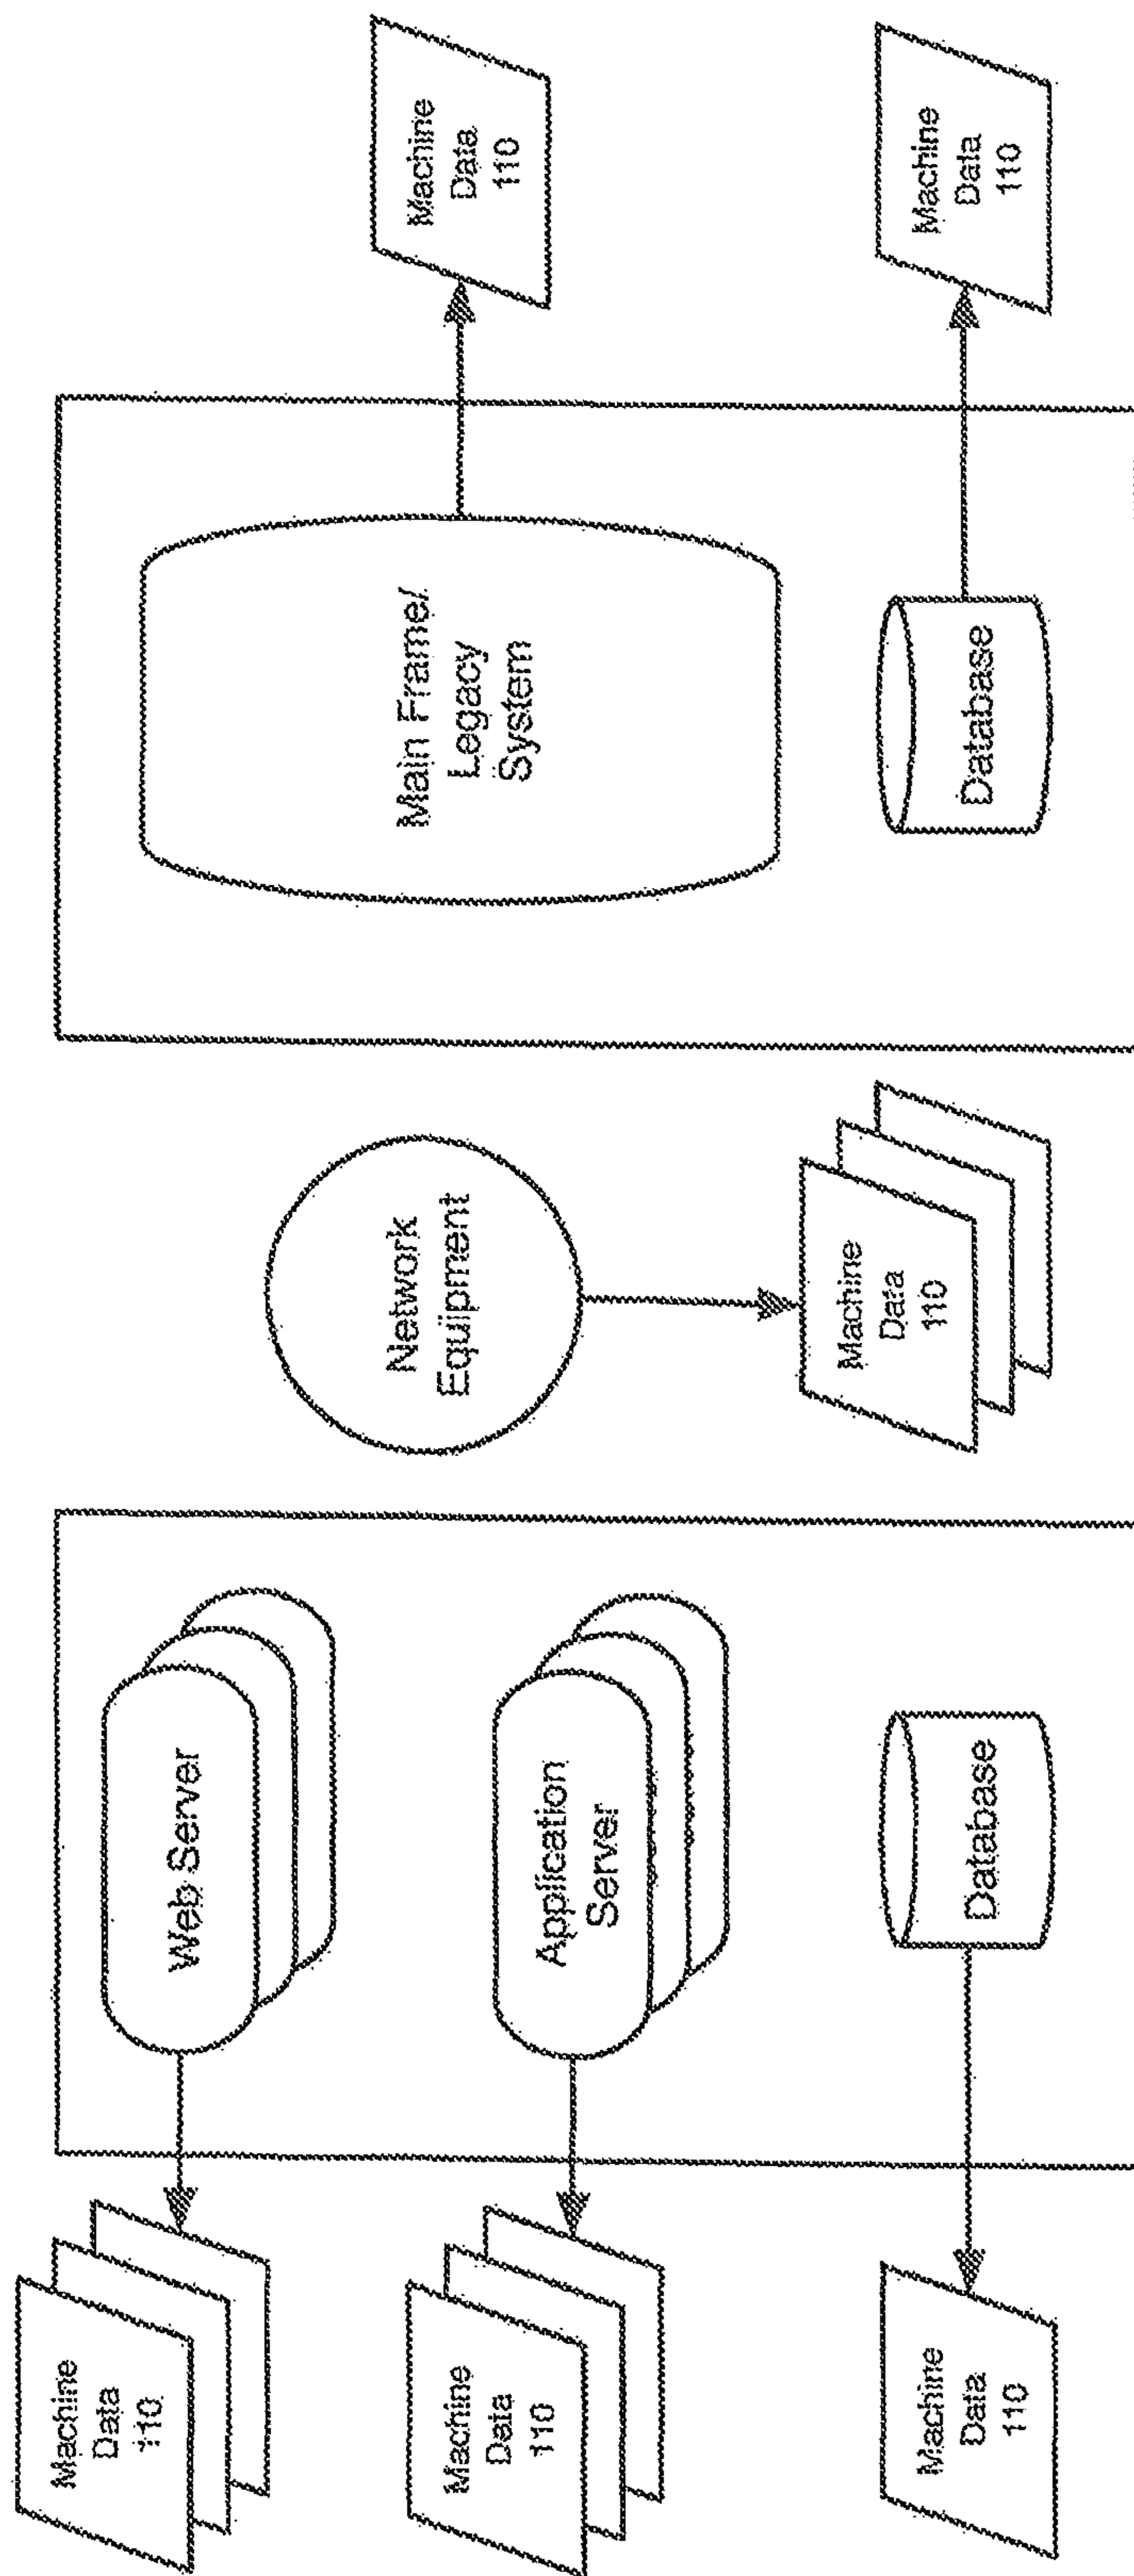 Machine
Data
110
Web Server
Machine
Data
110
Application
Server
Machine
Data
110
Database
Network
Equipment
Machine
Data
110
Main Frame/
Legacy
System
Machine
Data
110
Database
Machine
Data
110